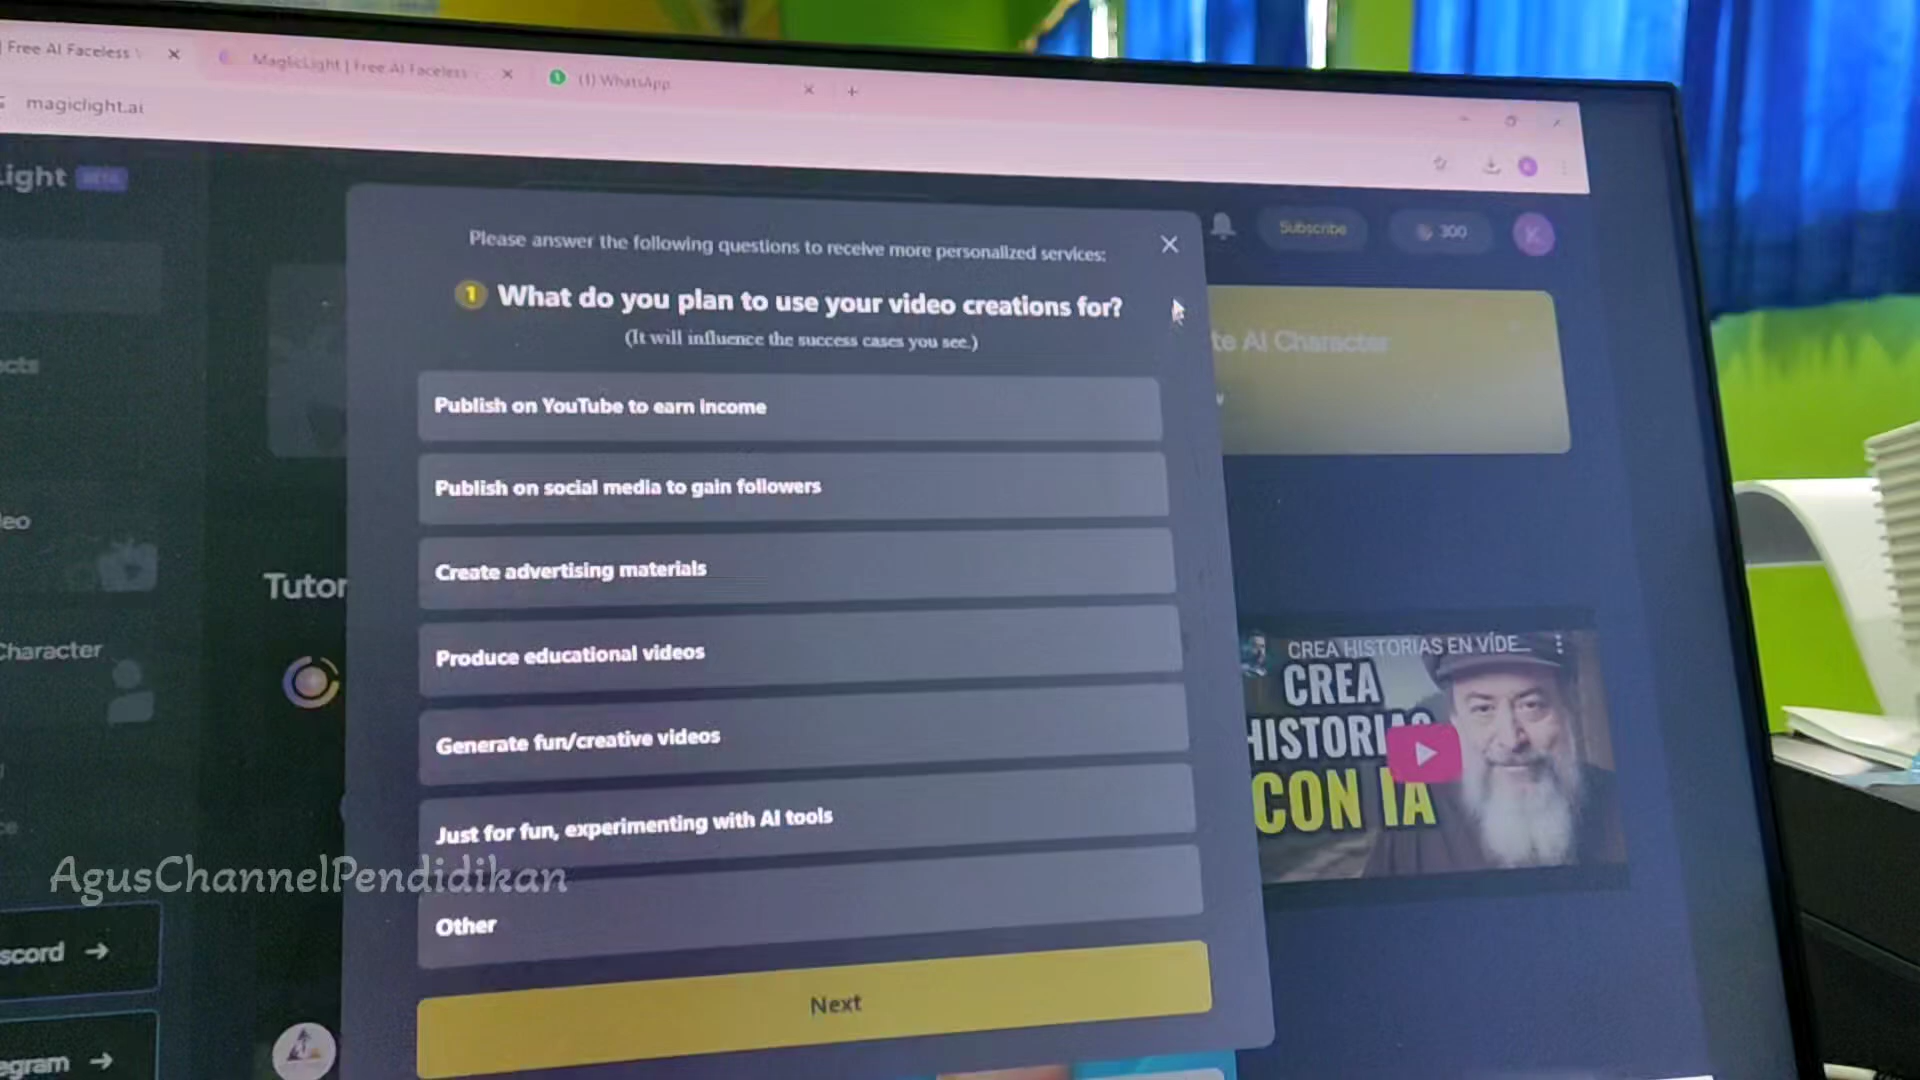 Free AI Faceless
MagicLight | Free AI Faceless
(1) WhatsApp
magiclight.ai
Light BETA
Please answer the following questions to receive more personalized services:
1 What do you plan to use your video creations for?
(It will influence the success cases you see.)
Subscribe
300
K
te AI Character
ects
Publish on YouTube to earn income
Publish on social media to gain followers
eo
Create advertising materials
Tutor
Character
Produce educational videos
CREA HISTORIAS EN VÍDE...
CREA
HISTORIAS
CON IA
Generate fun/creative videos
Just for fun, experimenting with AI tools
AgusChannelPendidikan
Other
scord →
Next
egram →